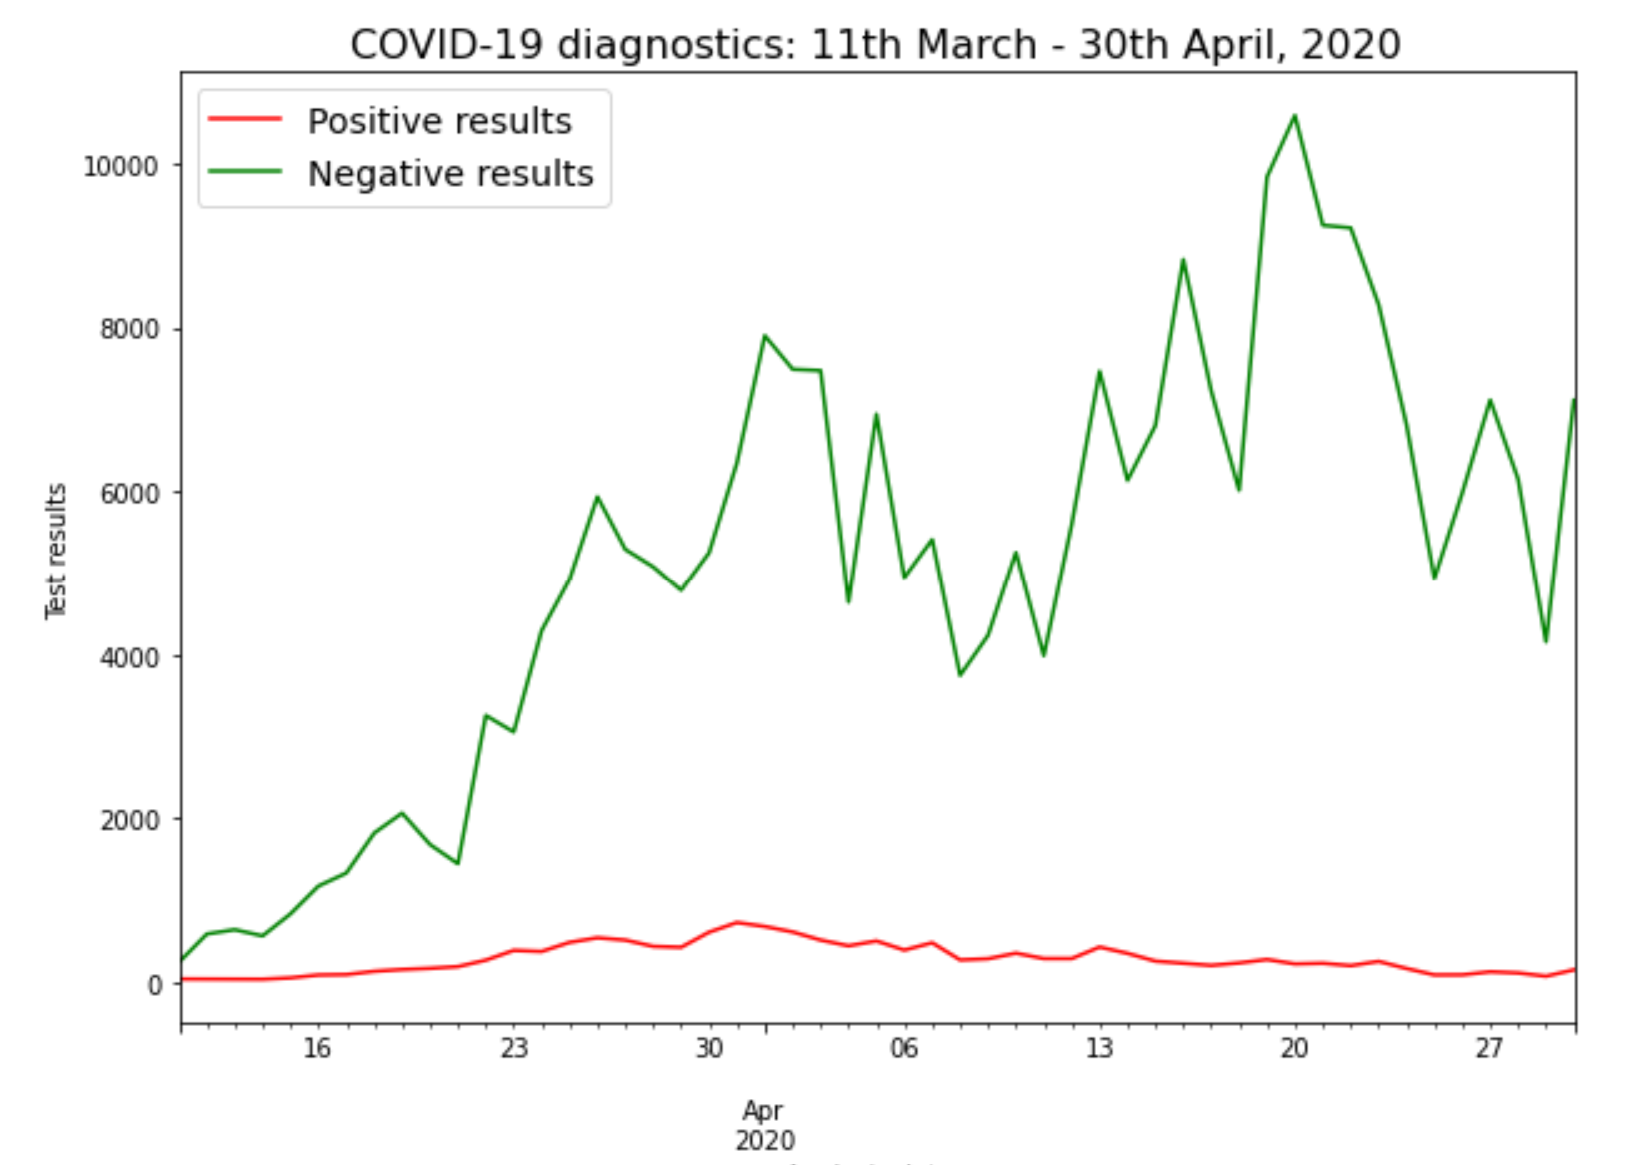 COVID-19 diagnostics: 11th March - 30th April, 2020
Positive results
Negative results
10000
8000
6000
4000
2000
0
Test results
16 23 30 06 13 20 27
Apr
2020